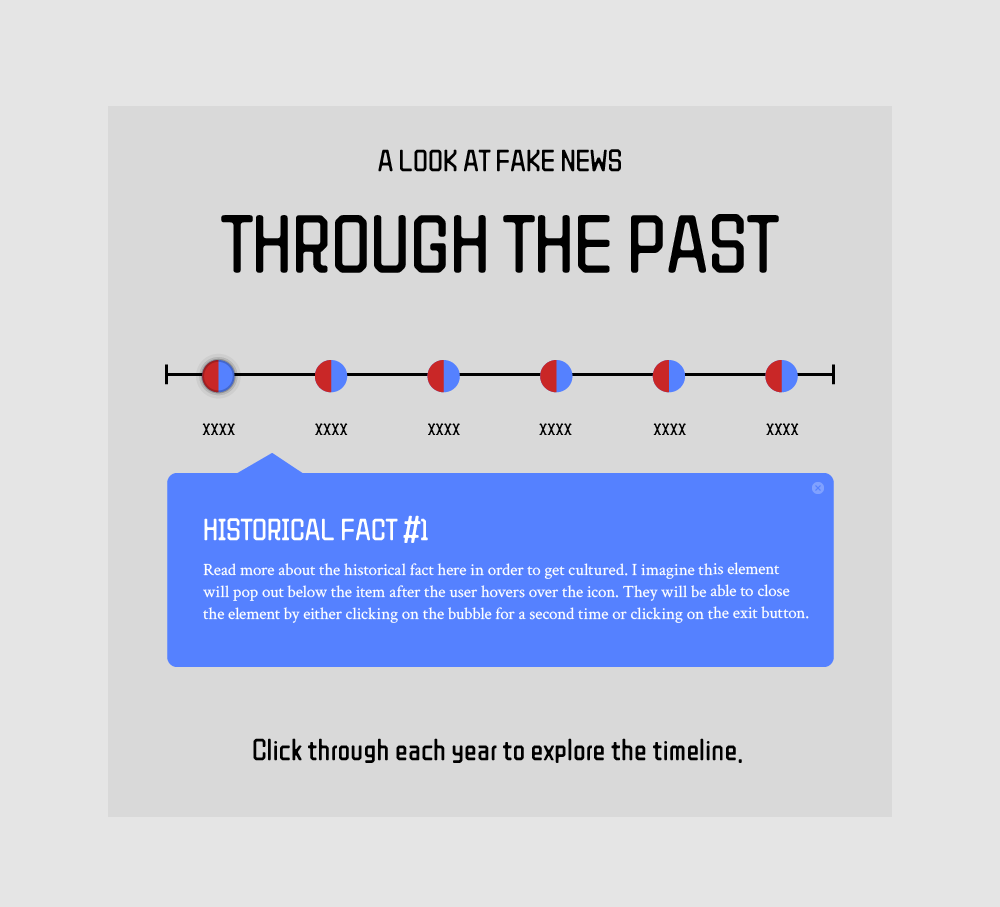 A LOOK AT FAKE NEWS
THROUGH THE PAST
XXXX XXXX XXXX XXXX XXXX XXXX
HISTORICAL FACT #1
Read more about the historical fact here in order to get cultured. I imagine this element
will pop out below the item after the user hovers over the icon. They will be able to close
the element by either clicking on the bubble for a second time or clicking on the exit button.
Click through each year to explore the timeline.